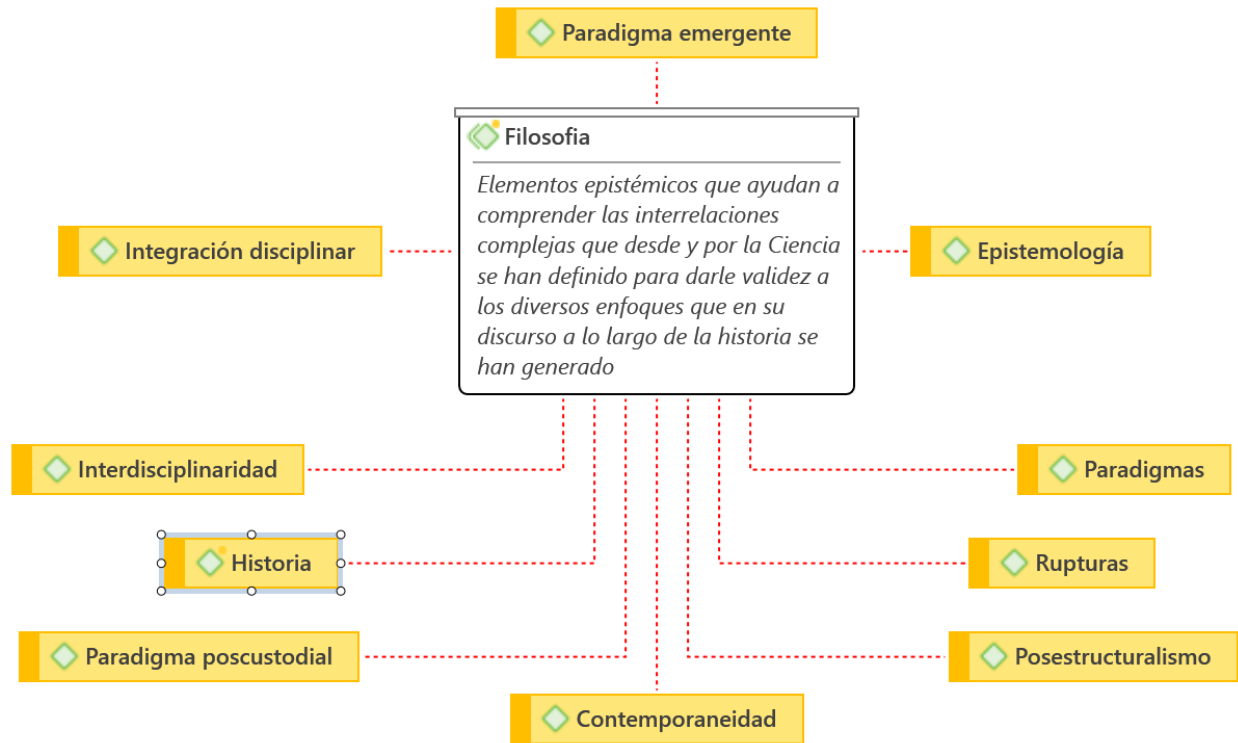 Paradigma emergente
Filosofia
Elementos epistémicos que ayudan a
comprender las interrelaciones
complejas que desde y por la Ciencia
se han definido para darle validez a
los diversos enfoques que en su
discurso a lo largo de la historia se
han generado
Integración disciplinar
Epistemología
Interdisciplinaridad
Paradigmas
Historia
Rupturas
Paradigma poscustodial
Posestructuralismo
Contemporaneidad